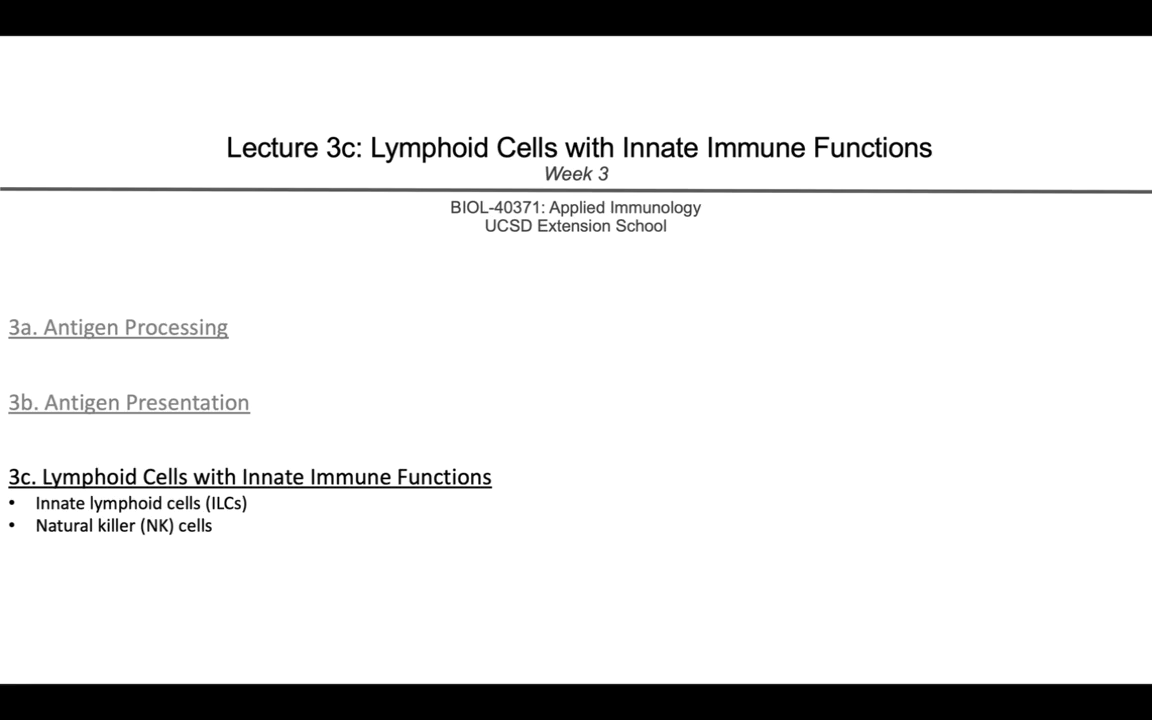 Lecture 3c: Lymphoid Cells with Innate Immune Functions
Week 3
BIOL-40371: Applied Immunology
UCSD Extension School
3a. Antigen Processing
3b. Antigen Presentation
3c. Lymphoid Cells with Innate Immune Functions
• Innate lymphoid cells (ILCs)
• Natural killer (NK) cells